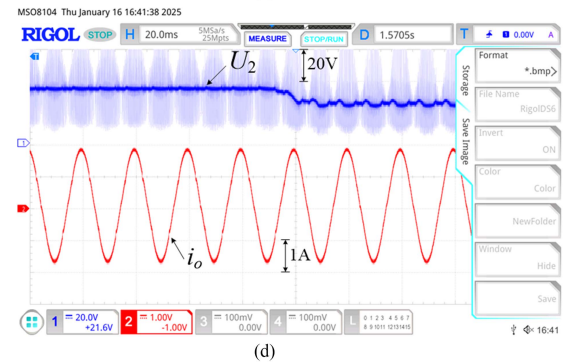 MSO8104 Thu January 16 16:41:38 2025
RIGOL STOP H 20.0ms 5MSa/s 25Mpts MEASURE STOP/RUN D 1.5705s T 1 0.00V A
U2
20V
Format
*.bmp>
Storage
File Name
RigolDS6
Save Image
Invert
ON
Color
Color
NewFolder
1
2
io
1A
Window
Hide
Save
1 20.0V +21.6V 2 1.00V -1.00V 3 100mV 0.00V 4 100mV 0.00V L 0 1 2 3 4 5 6 7
8 9 10 11 12 13 14 15
16:41
(d)